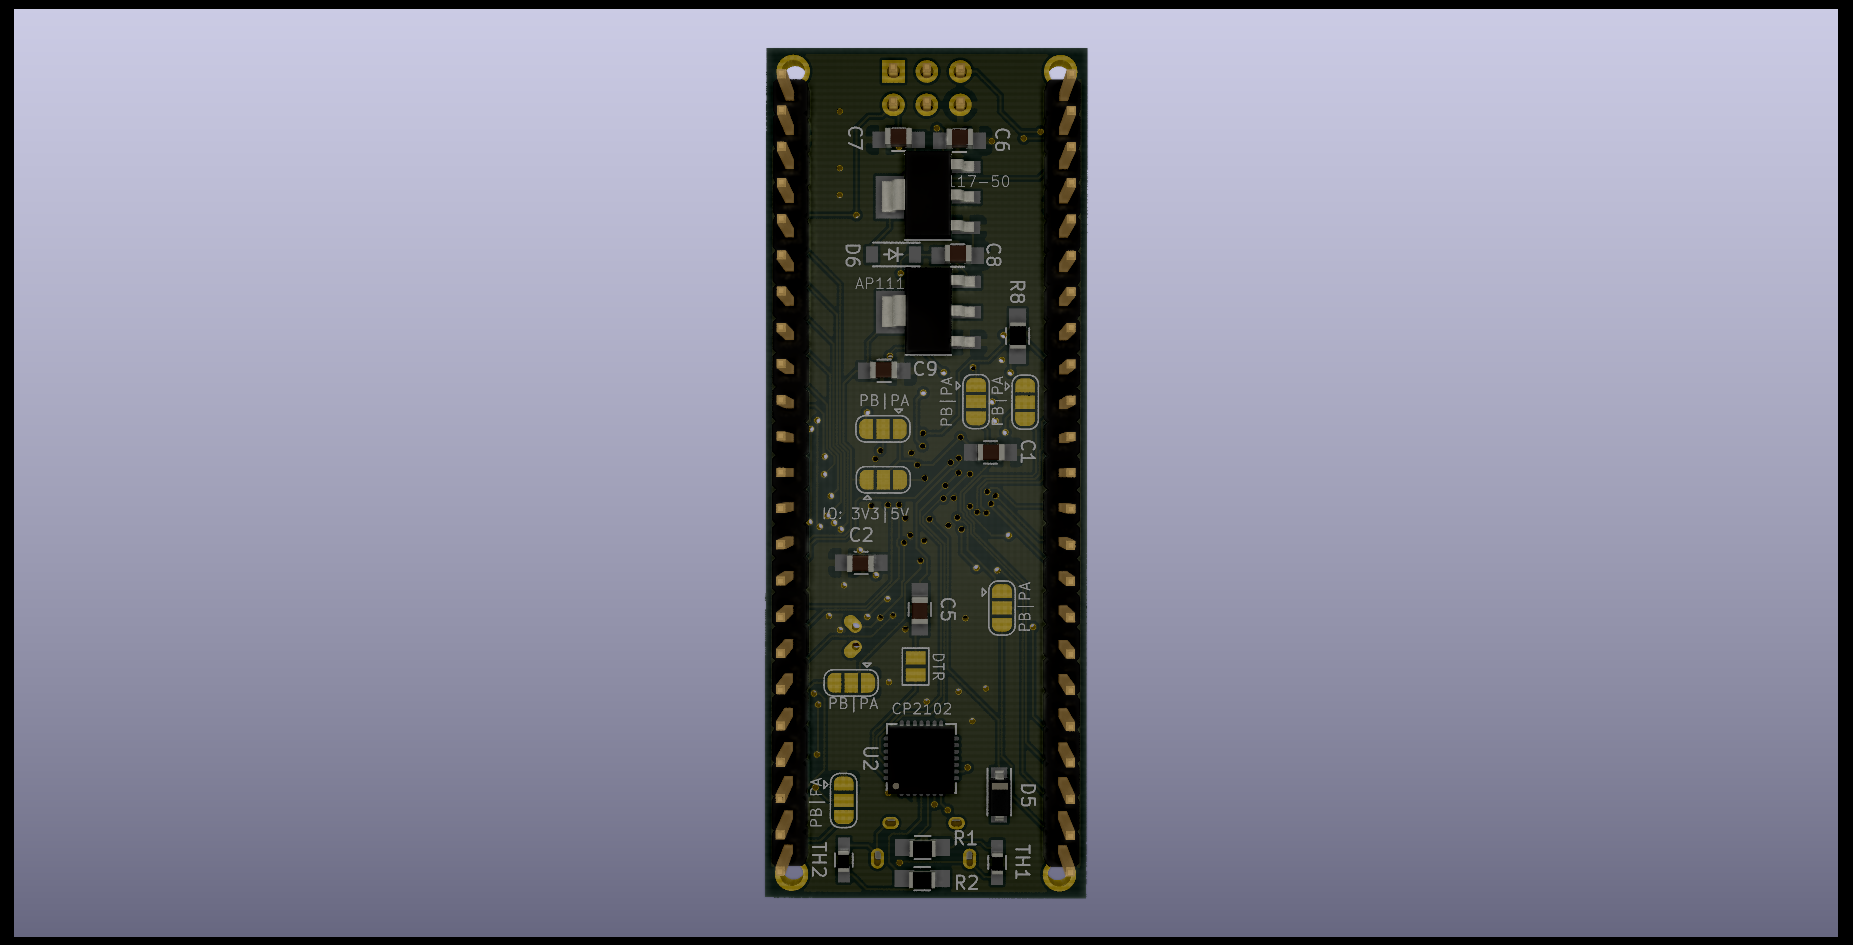 C7
C6
117-50
D6
C8
AP111
R8
C9
PB|PA
PB|PA
PB|PA
C1
IO: 3V3|5V
C2
C5
PB|PA
DTR
PB|PA
CP2102
U2
PB|PA
D5
R1
TH2
TH1
R2